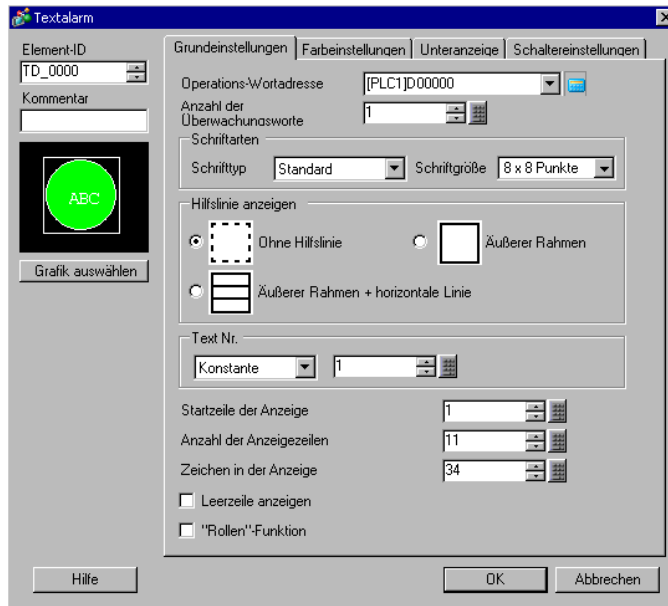 Textalarm
Element-ID
TD_0000
Kommentar
ABC
Grafik auswählen
Grundeinstellungen Farbeinstellungen Unteranzeige Schaltereinstellungen
Operations-Wortadresse [PLC1]D00000
Anzahl der
Überwachungsworte 1
Schriftarten
Schrifttyp Standard Schriftgröße 8 x 8 Punkte
Hilfslinie anzeigen
Ohne Hilfslinie Äußerer Rahmen
Äußerer Rahmen + horizontale Linie
Text Nr.
Konstante 1
Startzeile der Anzeige 1
Anzahl der Anzeigezeilen 11
Zeichen in der Anzeige 34
Leerzeile anzeigen
"Rollen"-Funktion
Hilfe OK Abbrechen